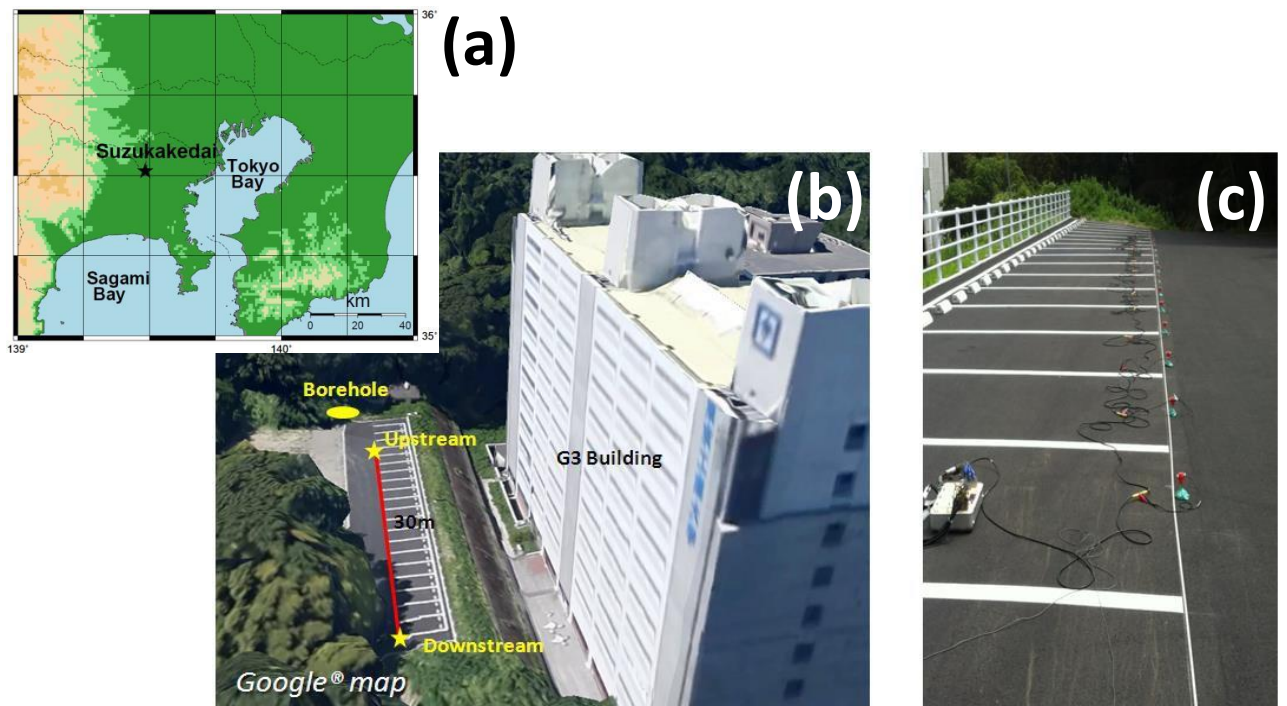 (a)
36°
Suzukakedai
Tokyo
Bay
Sagami
Bay
km
0 20 40
35°
139°
140°
(b)
Borehole
Upstream
G3 Building
30m
Downstream
Google® map
(c)